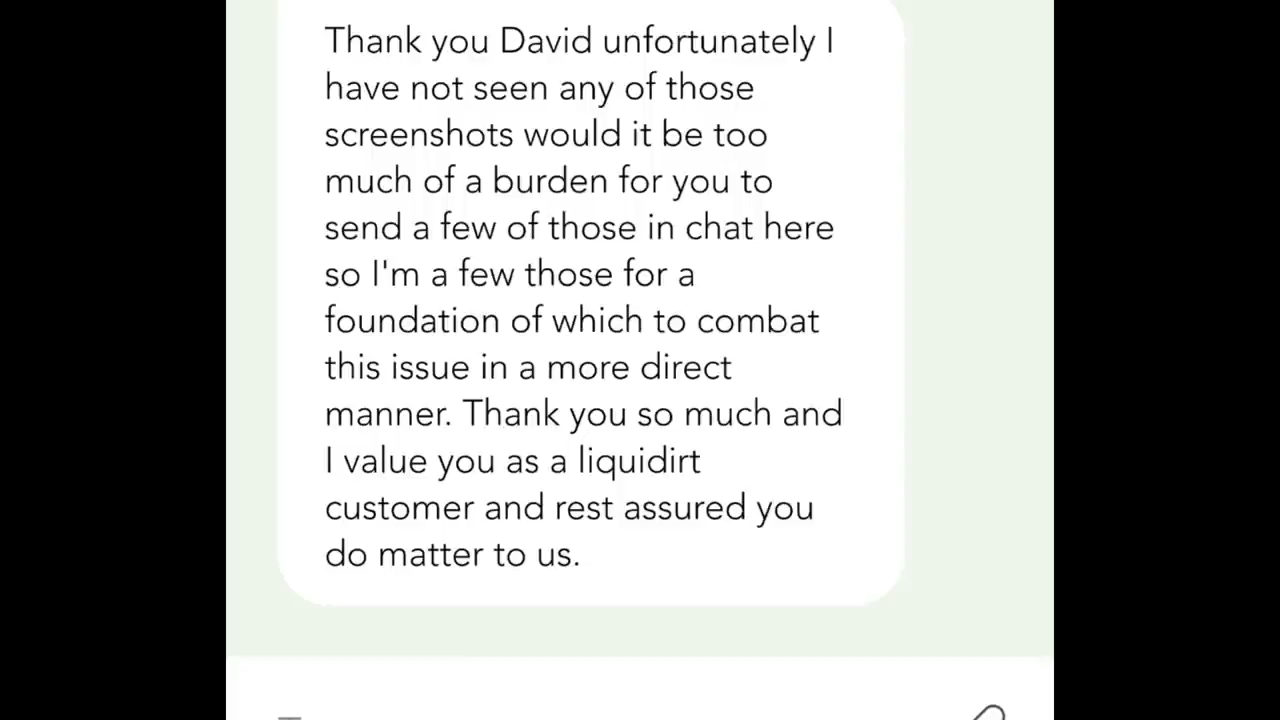 Thank you David unfortunately I
have not seen any of those
screenshots would it be too
much of a burden for you to
send a few of those in chat here
so I'm a few those for a
foundation of which to combat
this issue in a more direct
manner. Thank you so much and
I value you as a liquidirt
customer and rest assured you
do matter to us.